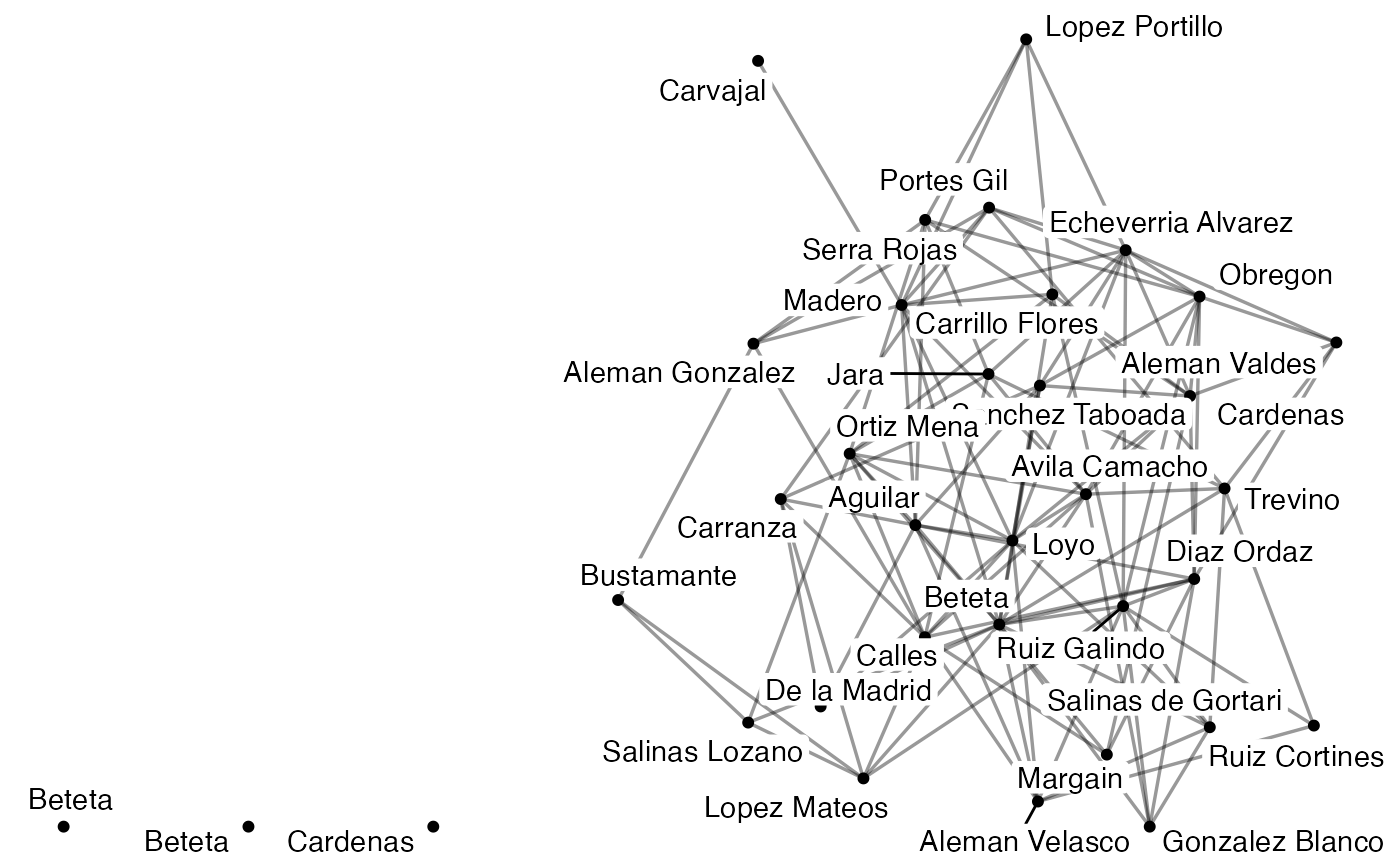 Lopez Portillo
Carvajal
Portes Gil
Echeverria Alvarez
Serra Rojas
Obregon
Madero
Carrillo Flores
Aleman Valdes
Aleman Gonzalez
Jara
Sanchez Taboada
Cardenas
Ortiz Mena
Avila Camacho
Aguilar
Trevino
Carranza
Loyo
Diaz Ordaz
Bustamante
Beteta
Ruiz Galindo
Calles
De la Madrid
Salinas de Gortari
Salinas Lozano
Ruiz Cortines
Margain
Beteta
Lopez Mateos
Beteta
Cardenas
Aleman Velasco
Gonzalez Blanco